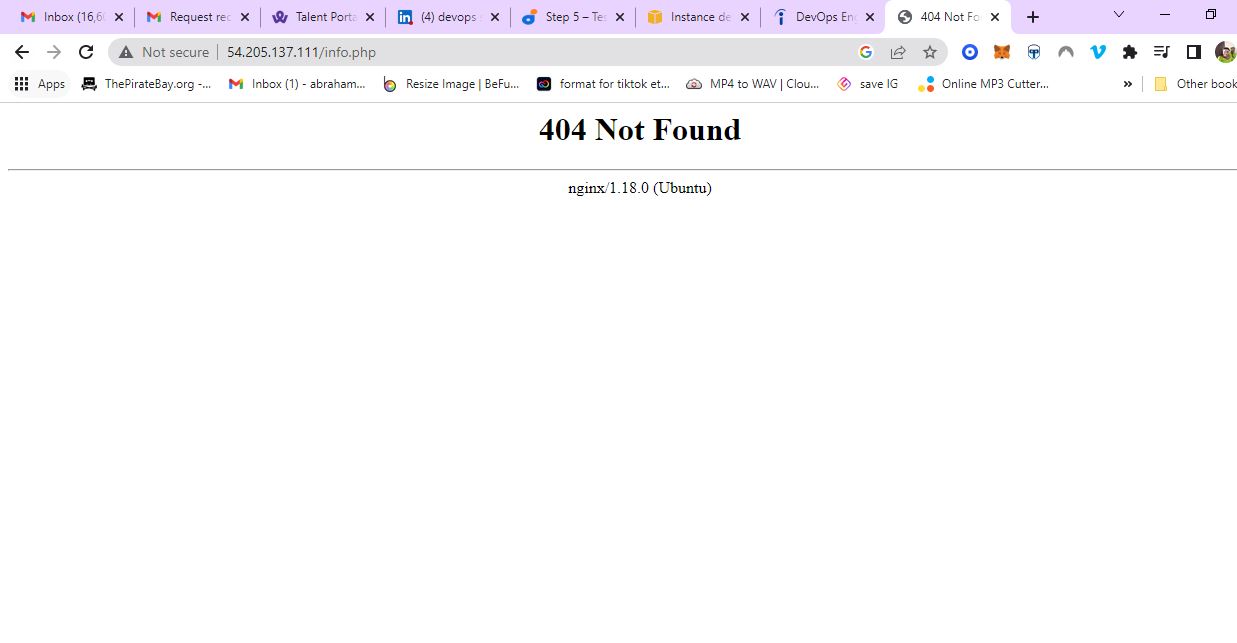 Inbox (16,60 Request rec Talent Porta (4) devops s Step 5 – Tes Instance de DevOps Eng 404 Not Fo
Not secure 54.205.137.111/info.php
Apps ThePirateBay.org -... Inbox (1) - abraham... Resize Image | BeFu... format for tiktok et... MP4 to WAV | Clou... save IG Online MP3 Cutter... » Other book
404 Not Found
nginx/1.18.0 (Ubuntu)